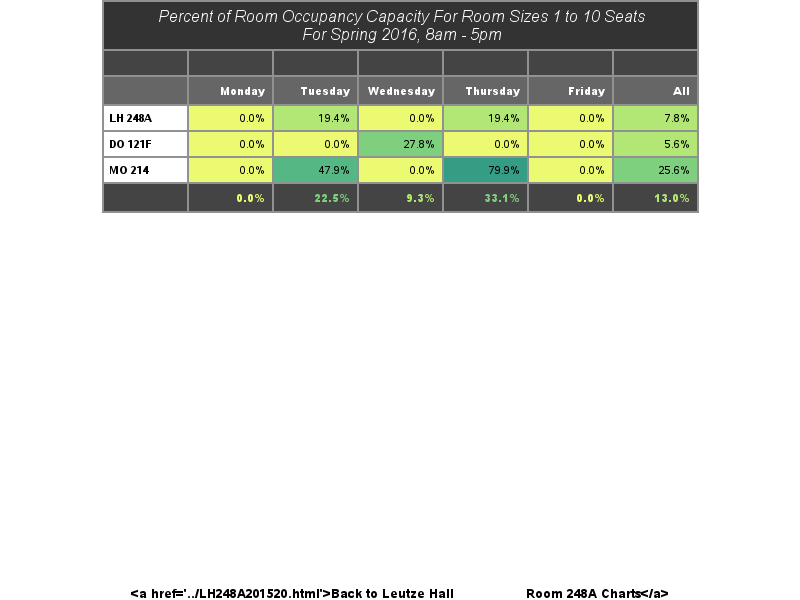 Percent of Room Occupancy Capacity For Room Sizes 1 to 10 Seats
For Spring 2016, 8am - 5pm
Monday Tuesday Wednesday Thursday Friday All
LH 248A 0.0% 19.4% 0.0% 19.4% 0.0% 7.8%
DO 121F 0.0% 0.0% 27.8% 0.0% 0.0% 5.6%
MO 214 0.0% 47.9% 0.0% 79.9% 0.0% 25.6%
0.0% 22.5% 9.3% 33.1% 0.0% 13.0%
<a href='../LH248A201520.html'>Back to Leutze Hall Room 248A Charts</a>